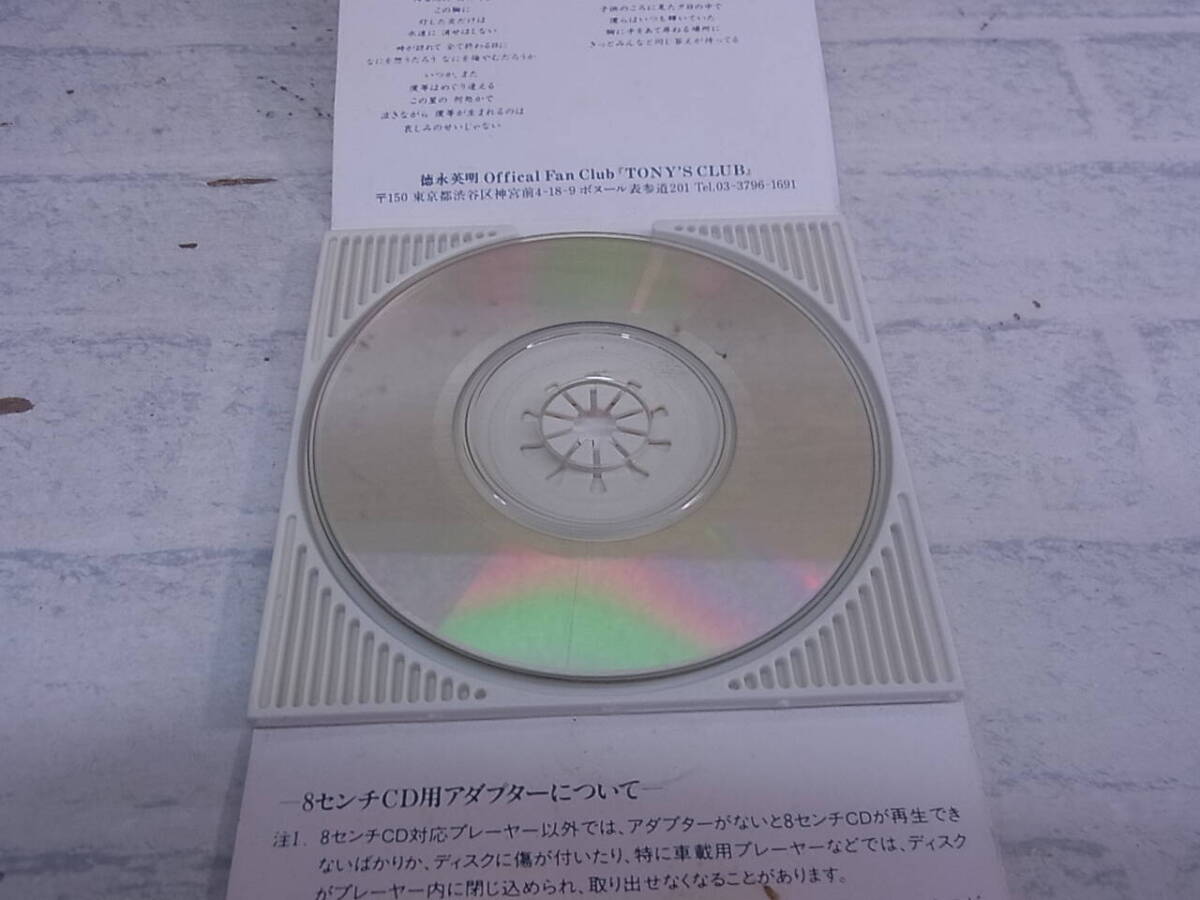 この胸に
灯した炎だけは
永遠に 消せはしない
時が訪れて 全て終わる日に
なにを想うだろう なにを悔やむだろうか
いつか、また
僕等はめぐり逢える
この星の 何処かで
泣きながら 僕等が生まれるのは
哀しみのせいじゃない
子供のころに見た夕日の中で
僕らはいつも輝いていた
胸に手をあて尋ねる場所に
きっとみんなと同じ答えが待ってる
徳永英明 Offical Fan Club『TONY'S CLUB』
〒150 東京都渋谷区神宮前4-18-9 ボヌール表参道201 Tel.03-3796-1691
—8センチCD用アダプターについて—
注1. 8センチCD対応プレーヤー以外では、アダプターがないと8センチCDが再生でき
ないばかりか、ディスクに傷が付いたり、特に車載用プレーヤーなどでは、ディスク
がプレーヤー内に閉じ込められ、取り出せなくなることがあります。